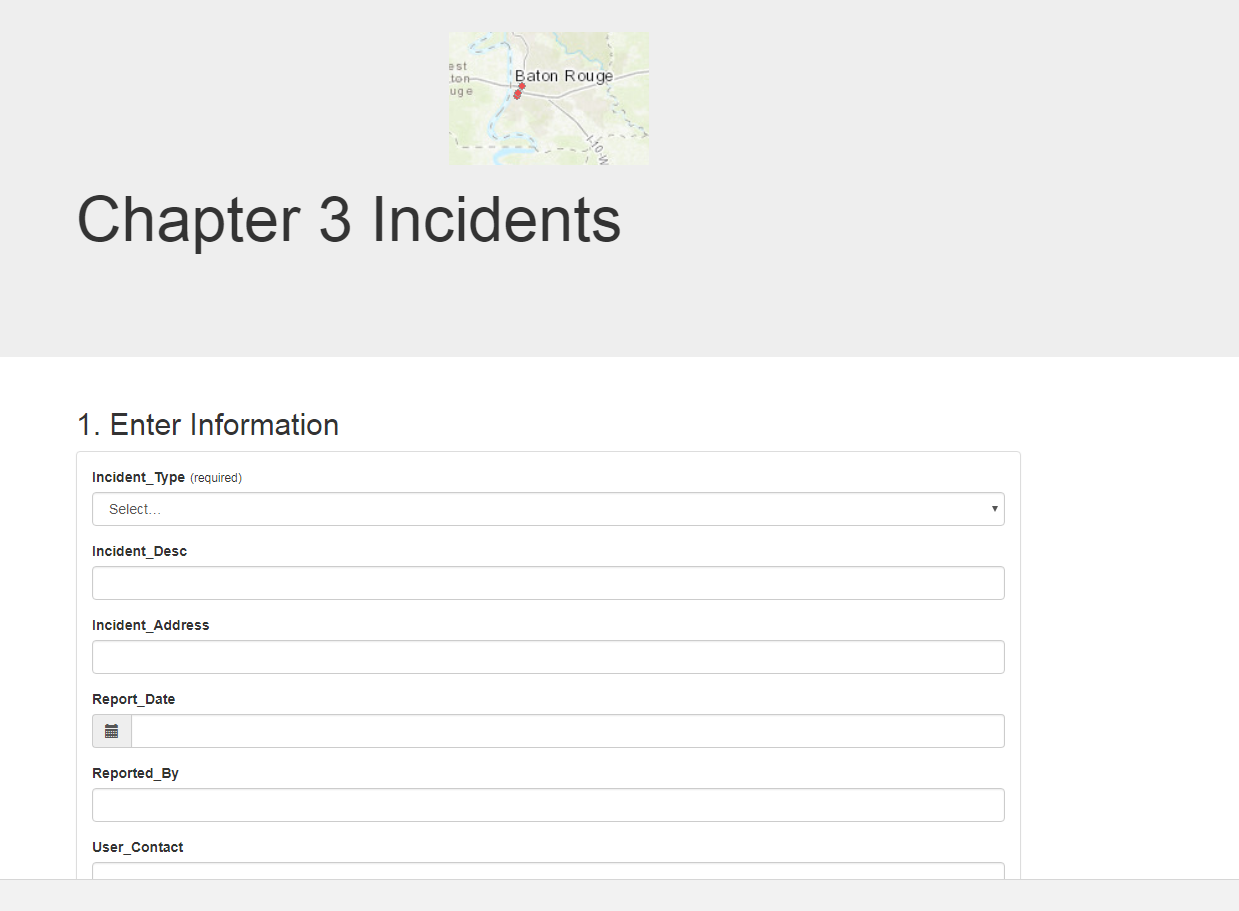 est
ton
uge
Baton Rouge
I-10-W
Chapter 3 Incidents
1. Enter Information
Incident_Type (required)
Select…
Incident_Desc
Incident_Address
Report_Date
Reported_By
User_Contact